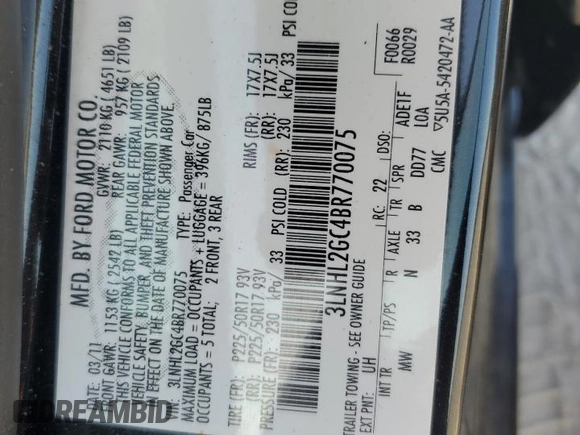 MFD. BY FORD MOTOR CO.
03/11 GVWR: 2110 KG ( 4651 LB)
FRONT GAWR: 1153 KG ( 2542 LB) REAR GAWR: 957 KG ( 2109 LB)
THIS VEHICLE CONFORMS TO ALL APPLICABLE FEDERAL MOTOR
VEHICLE SAFETY, BUMPER, AND THEFT PREVENTION STANDARDS
IN EFFECT ON THE DATE OF MANUFACTURE SHOWN ABOVE.
VIN: 3LNHL2GC4BR770075 TYPE: Passenger Car
MAXIMUM LOAD = OCCUPANTS + LUGGAGE = 396KG/ 875LB
OCCUPANTS = 5 TOTAL; 2 FRONT, 3 REAR
TIRE (FR): P225/50R17 93V RIMS (FR): 17X7.5J
TIRE (RR): P225/50R17 93V (RR): 17X7.5J
PRESSURE (FR): 230 kPa/ 33 PSI COLD (RR): 230 kPa/ 33 PSI CO
3LNHL2GC4BR770075
TRAILER TOWING - SEE OWNER GUIDE F0066
EXT PNT: UH RC: 22 DSO: R0029
INT TR TP/PS R AXLE TR SPR ADE1F
MW N 33 B DD77 LOA
CMC ▽5U5A-5420472-AA
DREAMBID